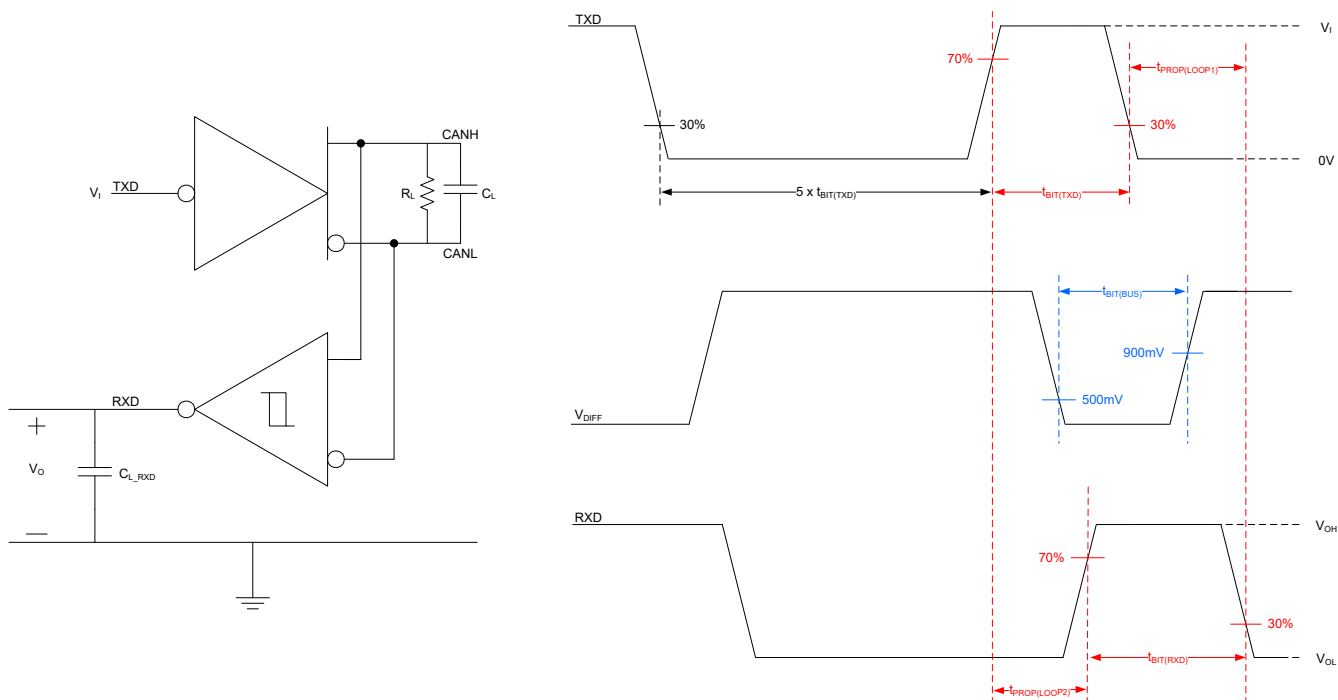 CANH
TXD
V_I
R_L
C_L
CANL
RXD
+
V_O
C_L_RXD
—
TXD
V_I
70%
t_PROP(LOOP1)
30%
30%
0V
5 x t_BIT(TXD)
t_BIT(TXD)
t_BIT(BUS)
900mV
500mV
V_DIFF
RXD
V_OH
70%
30%
t_BIT(RXD)
V_OL
t_PROP(LOOP2)